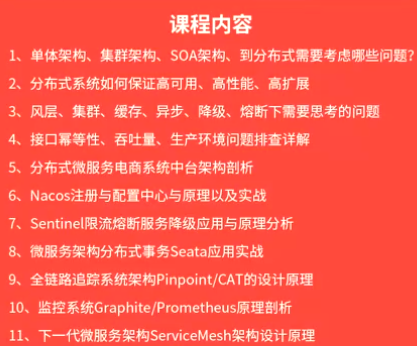 课程内容
1、单体架构、集群架构、SOA架构、到分布式需要考虑哪些问题?
2、分布式系统如何保证高可用、高性能、高扩展
3、风层、集群、缓存、异步、降级、熔断下需要思考的问题
4、接口幂等性、吞吐量、生产环境问题排查详解
5、分布式微服务电商系统中台架构剖析
6、Nacos注册与配置中心与原理以及实战
7、Sentinel限流熔断服务降级应用与原理分析
8、微服务架构分布式事务Seata应用实战
9、全链路追踪系统架构Pinpoint/CAT的设计原理
10、监控系统Graphite/Prometheus原理剖析
11、下一代微服务架构ServiceMesh架构设计原理